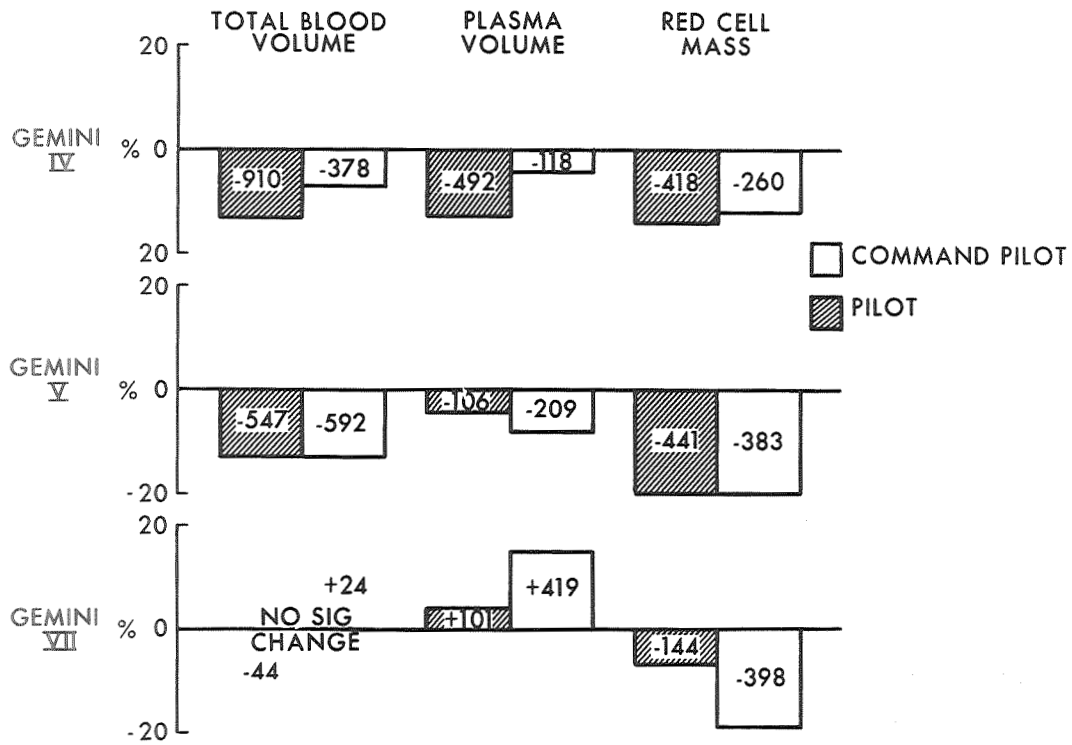 TOTAL BLOOD
VOLUME
PLASMA
VOLUME
RED CELL
MASS
20
GEMINI
IV
% 0
-910
-378
-492
-118
-418
-260
20
COMMAND PILOT
PILOT
20
GEMINI
V
% 0
-547
-592
-106
-209
-441
-383
-20
20
GEMINI
VII
% 0
+24
NO SIG
CHANGE
-44
+101
+419
-144
-398
-20